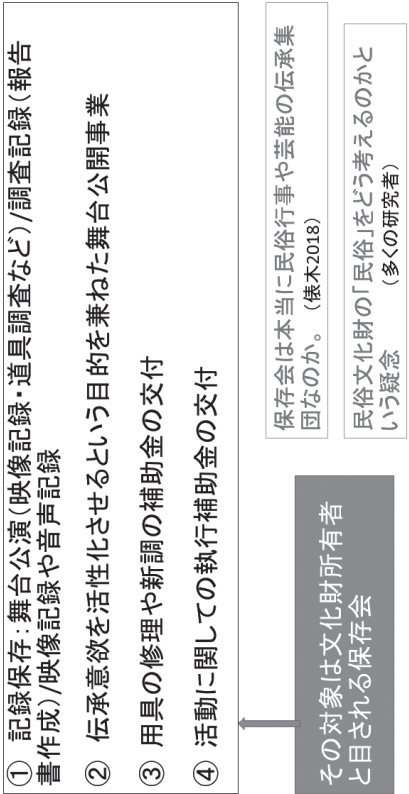 ① 記録保存：舞台公演（映像記録・道具調査など）/調査記録（報告
書作成）/映像記録や音声記録
② 伝承意欲を活性化させるという目的を兼ねた舞台公開事業
③ 用具の修理や新調の補助金の交付
④ 活動に関しての執行補助金の交付
その対象は文化財所有者
と目される保存会
保存会は本当に民俗行事や芸能の伝承集
団なのか。（俵木2018）
民俗文化財の「民俗」をどう考えるのかと
いう疑念
（多くの研究者）